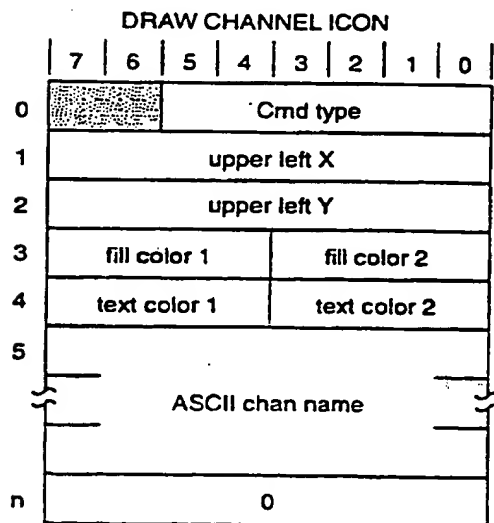 DRAW CHANNEL ICON
7 6 5 4 3 2 1 0
0 Cmd type
1 upper left X
2 upper left Y
3 fill color 1 fill color 2
4 text color 1 text color 2
5
ASCII chan name
n 0